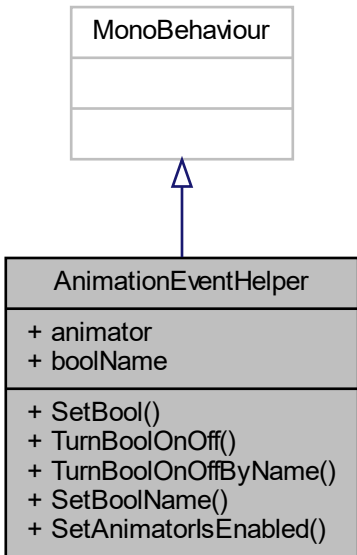 MonoBehaviour
AnimationEventHelper
+ animator
+ boolName
+ SetBool()
+ TurnBoolOnOff()
+ TurnBoolOnOffByName()
+ SetBoolName()
+ SetAnimatorIsEnabled()